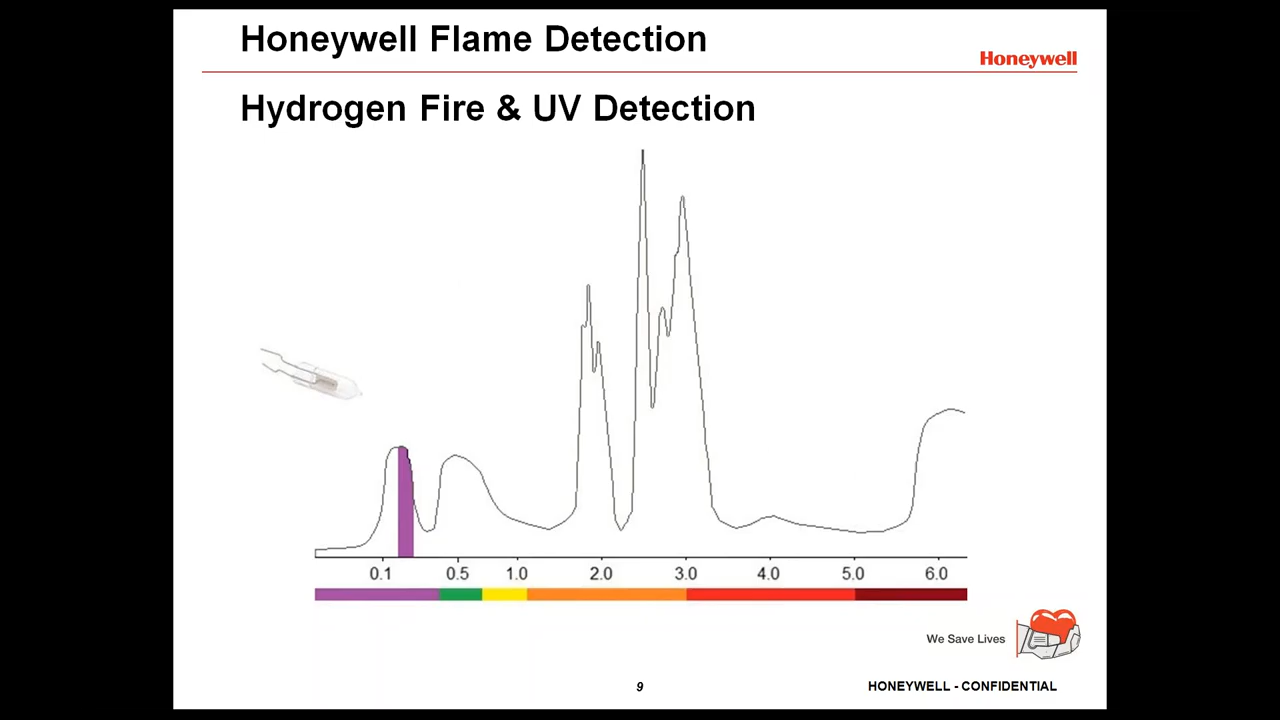 Honeywell Flame Detection
Honeywell
Hydrogen Fire & UV Detection
0.1 0.5 1.0 2.0 3.0 4.0 5.0 6.0
We Save Lives
9
HONEYWELL - CONFIDENTIAL